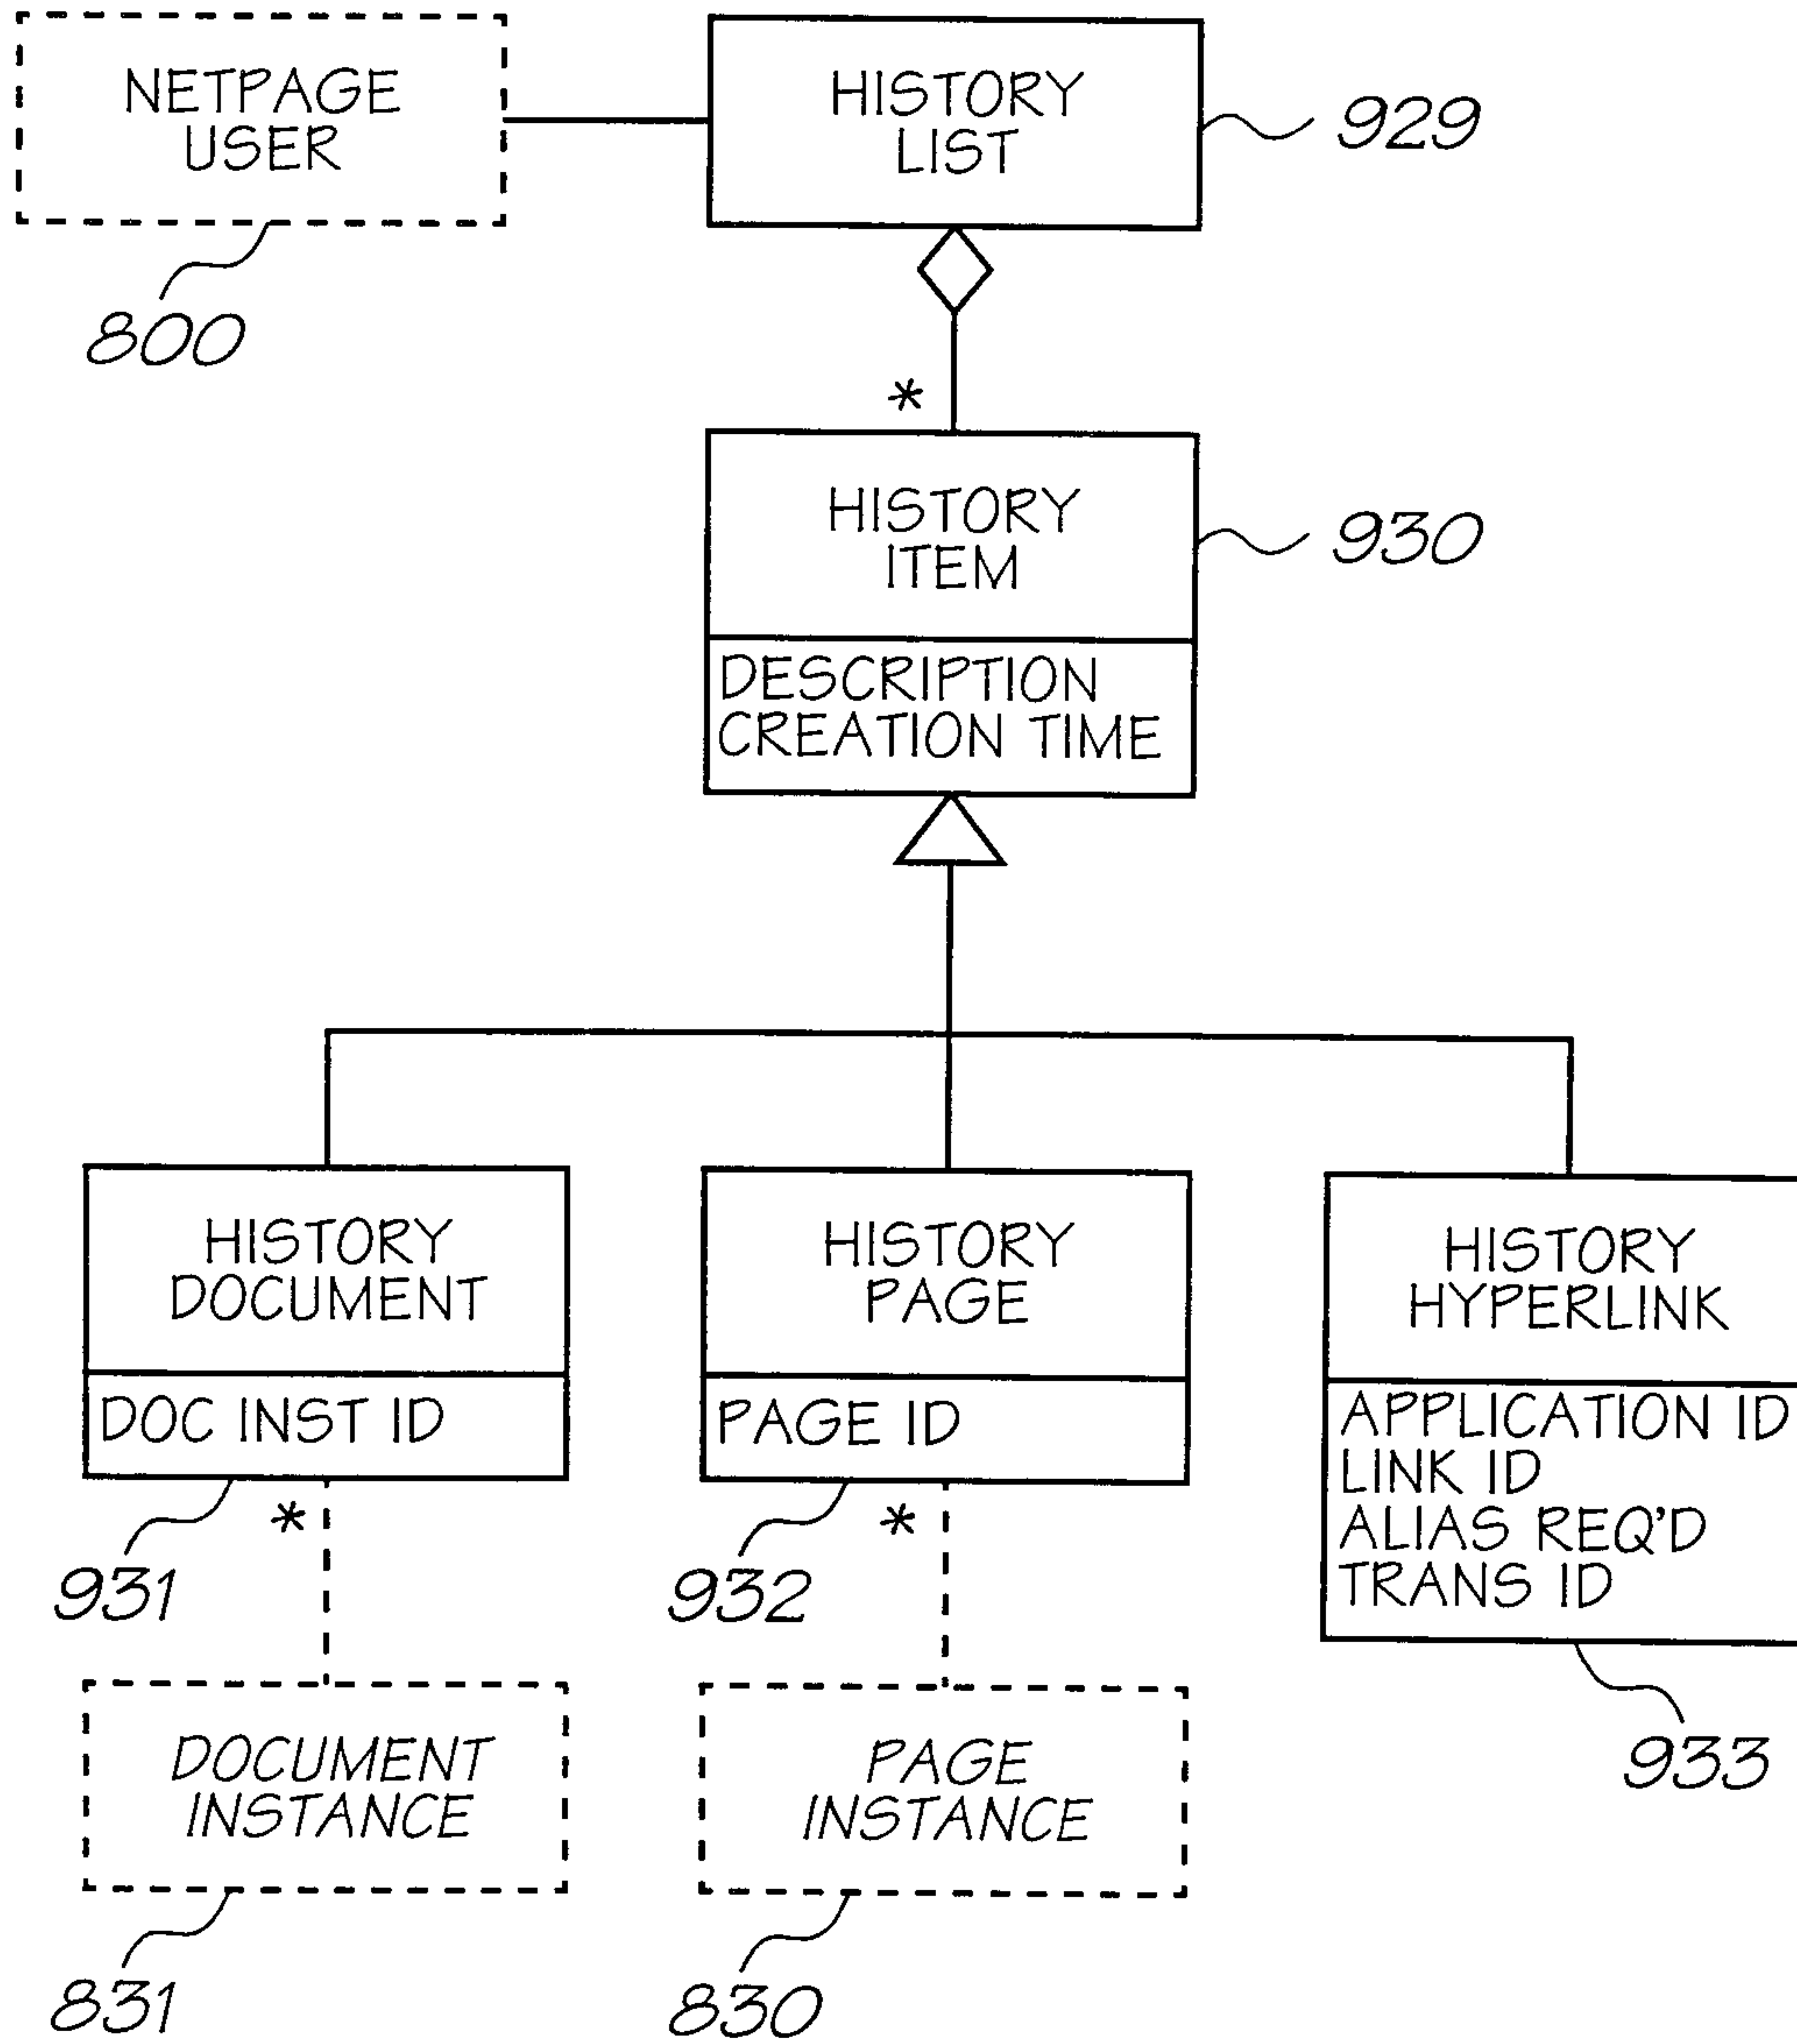 NETPAGE
USER
800
HISTORY
LIST
929
*
HISTORY
ITEM
930
DESCRIPTION
CREATION TIME
HISTORY
DOCUMENT
DOC INST ID
931
*
HISTORY
PAGE
PAGE ID
932
*
HISTORY
HYPERLINK
APPLICATION ID
LINK ID
ALIAS REQ'D
TRANS ID
933
DOCUMENT
INSTANCE
831
PAGE
INSTANCE
830